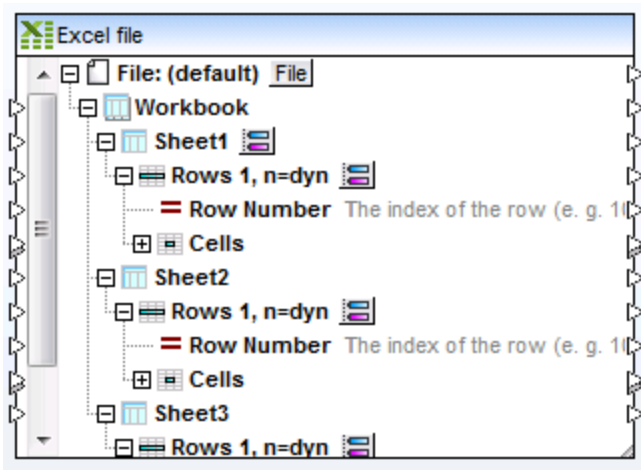 Excel file
File: (default) File
Workbook
Sheet1
Rows 1, n=dyn
Row Number The index of the row (e. g. 1
Cells
Sheet2
Rows 1, n=dyn
Row Number The index of the row (e. g. 1
Cells
Sheet3
Rows 1, n=dyn